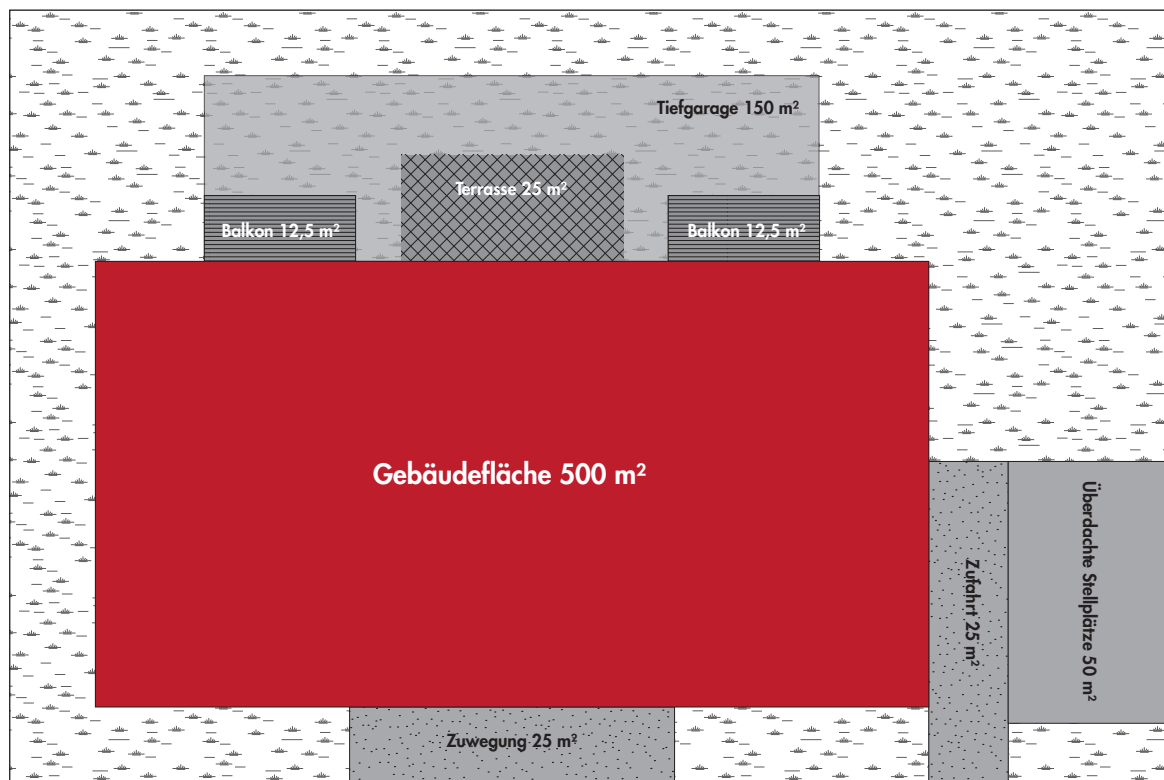 Tiefgarage 150 m²
Terrasse 25 m²
Balkon 12,5 m²
Balkon 12,5 m²
Gebäudefläche 500 m²
Überdachte Stellplätze 50 m²
Zufahrt 25 m²
Zuwegung 25 m²